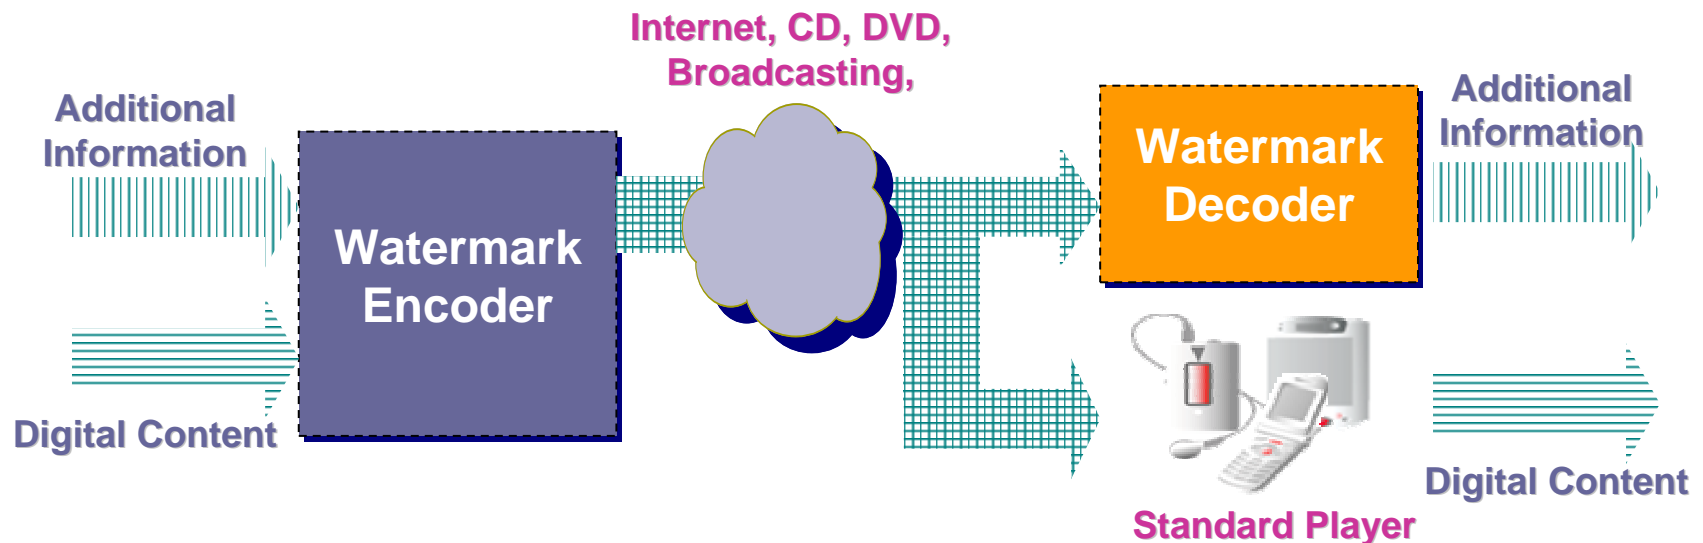 Internet, CD, DVD,
Broadcasting,
Additional
Information
Watermark
Encoder
Digital Content
Watermark
Decoder
Additional
Information
Digital Content
Standard Player